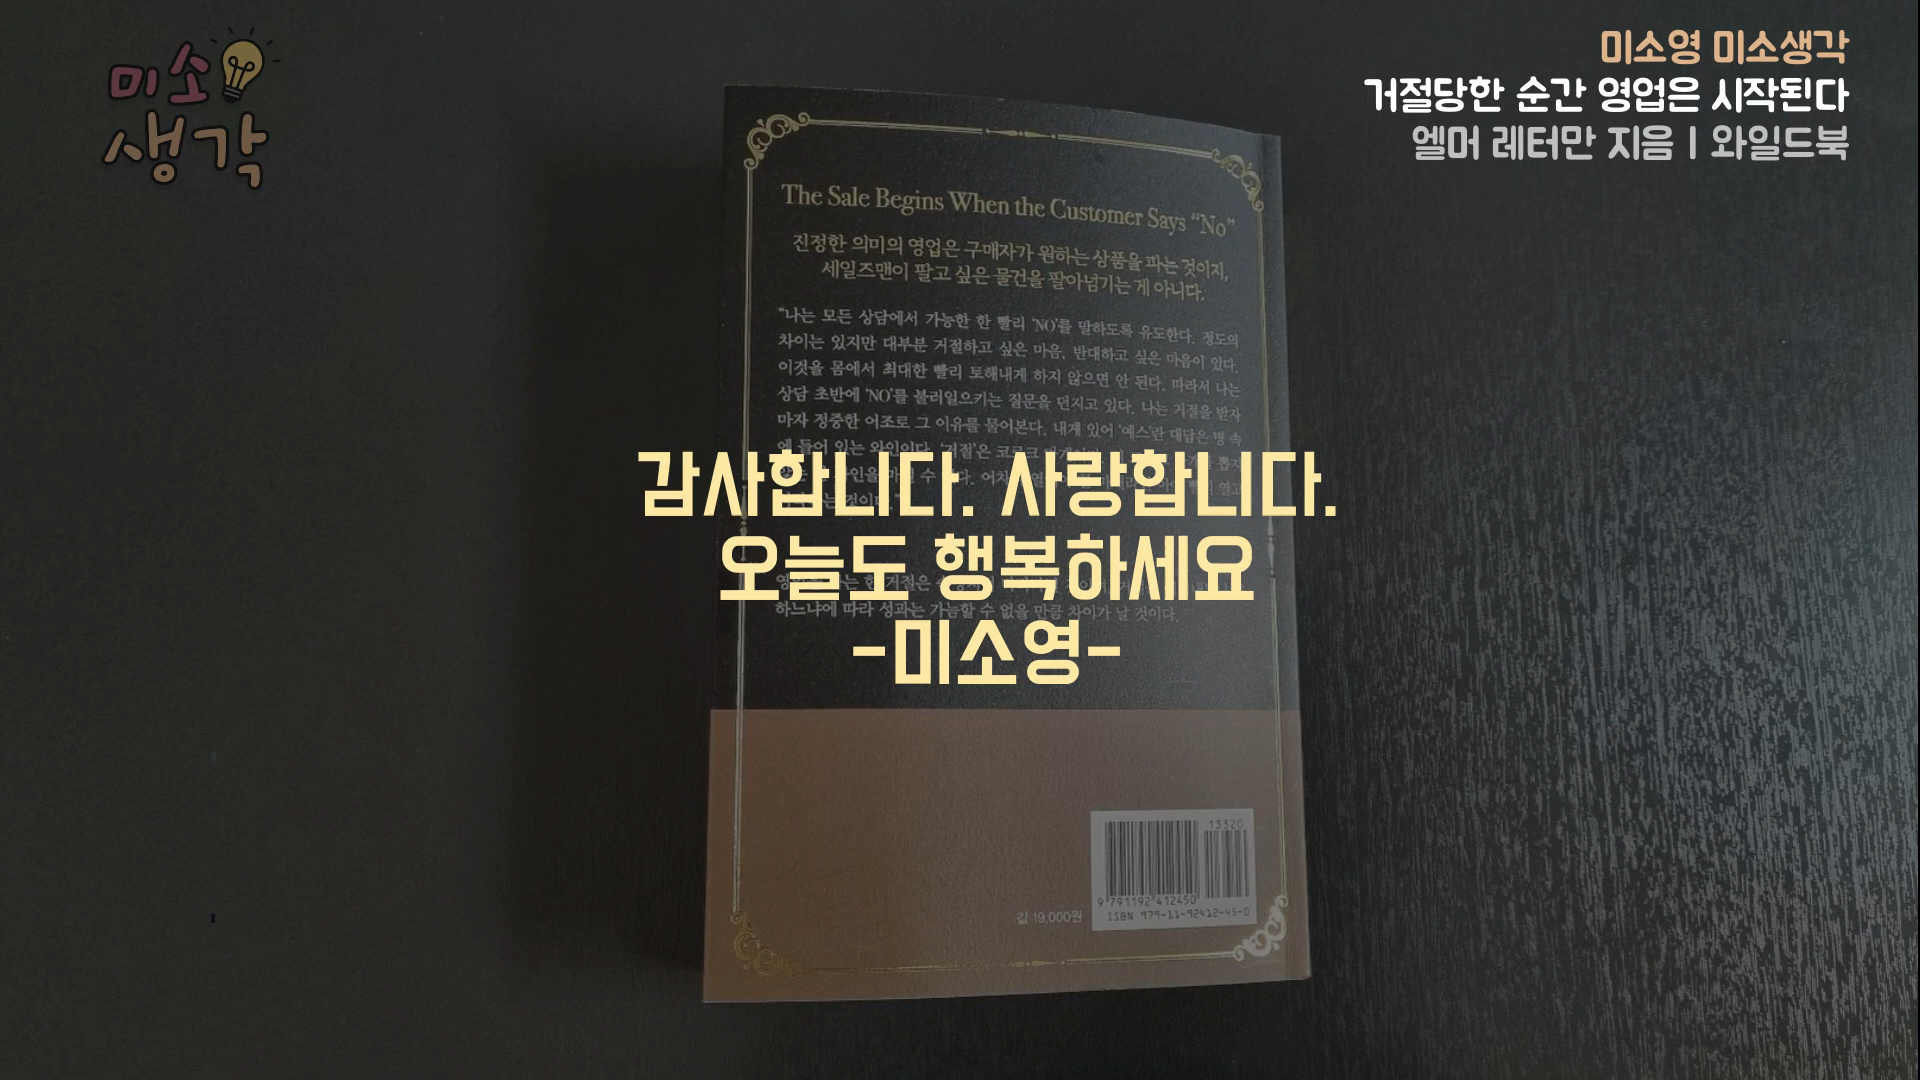 미소
생각
미소영 미소생각
거절당한 순간 영업은 시작된다
엘머 레터만 지음 | 와일드북
The Sale Begins When the Customer Says “No”
진정한 의미의 영업은 구매자가 원하는 상품을 파는 것이지,
세일즈맨이 팔고 싶은 물건을 팔아넘기는 게 아니다.
“나는 모든 상담에서 가능한 한 빨리 ‘NO’를 말하도록 유도한다. 정도의
차이는 있지만 대부분 거절하고 싶은 마음, 반대하고 싶은 마음이 있다.
이것을 몸에서 최대한 빨리 토해내게 하지 않으면 안 된다. 따라서 나는
상담 초반에 ‘NO’를 불러일으키는 질문을 던지고 있다. 나는 거절을 받자
마자 정중한 어조로 그 이유를 물어본다. 내게 있어 ‘예스’란 대답은 병 속
에 들어 있는 와인이다. ‘거절’은 코르크
감사합니다. 사랑합니다.
오늘도 행복하세요
-미소영-
하느냐에 따라 성과는 가늠할 수 없을 만큼 차이가 날 것이다.
13320
9 791192 412450
값 19,000원
ISBN 979-11-92412-45-0